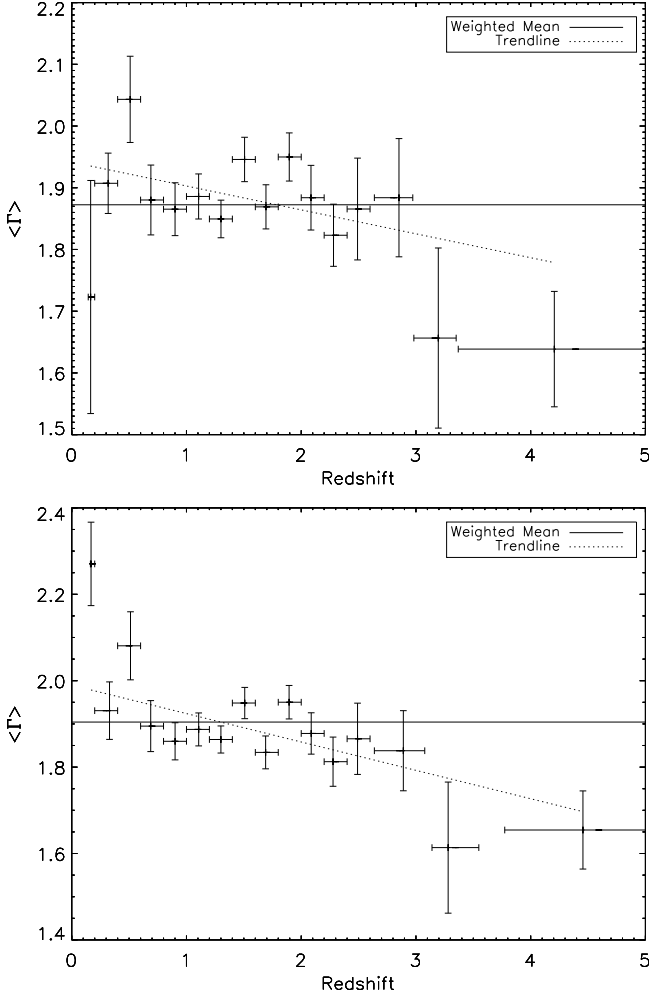 2.2
2.1
2.0
1.9
1.8
1.7
1.6
1.5
<Γ>
Weighted Mean
Trendline
0 1 2 3 4 5
Redshift
2.4
2.2
2.0
1.8
1.6
1.4
<Γ>
Weighted Mean
Trendline
0 1 2 3 4 5
Redshift